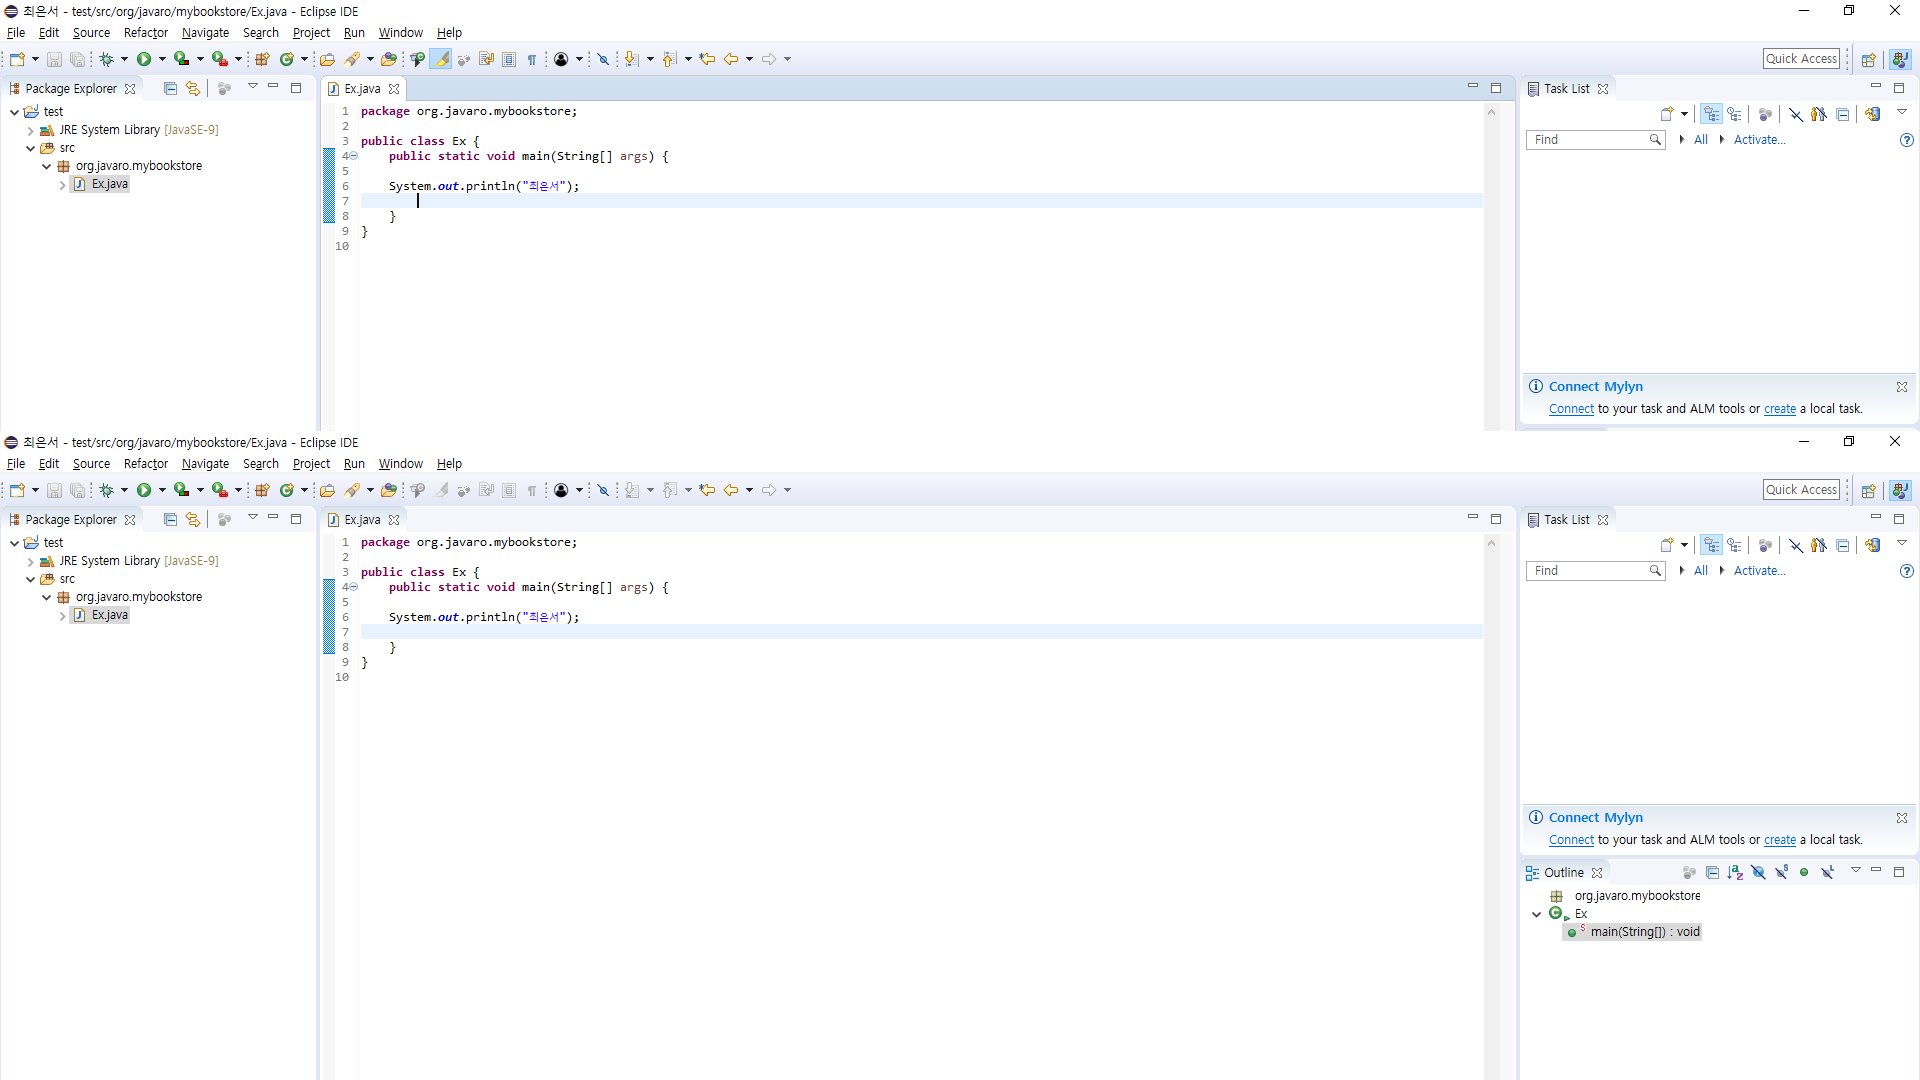 최은서 - test/src/org/javaro/mybookstore/Ex.java - Eclipse IDE
File Edit Source Refactor Navigate Search Project Run Window Help
Quick Access
Package Explorer
Ex.java
Task List
test
JRE System Library [JavaSE-9]
src
org.javaro.mybookstore
Ex.java
1 package org.javaro.mybookstore;
2
3 public class Ex {
4 public static void main(String[] args) {
5
6 System.out.println("최은서");
7
8 }
9 }
10
Find
All
Activate...
Connect Mylyn
Connect to your task and ALM tools or create a local task.
최은서 - test/src/org/javaro/mybookstore/Ex.java - Eclipse IDE
File Edit Source Refactor Navigate Search Project Run Window Help
Quick Access
Package Explorer
Ex.java
Task List
test
JRE System Library [JavaSE-9]
src
org.javaro.mybookstore
Ex.java
1 package org.javaro.mybookstore;
2
3 public class Ex {
4 public static void main(String[] args) {
5
6 System.out.println("최은서");
7
8 }
9 }
10
Find
All
Activate...
Connect Mylyn
Connect to your task and ALM tools or create a local task.
Outline
org.javaro.mybookstore
Ex
main(String[]) : void